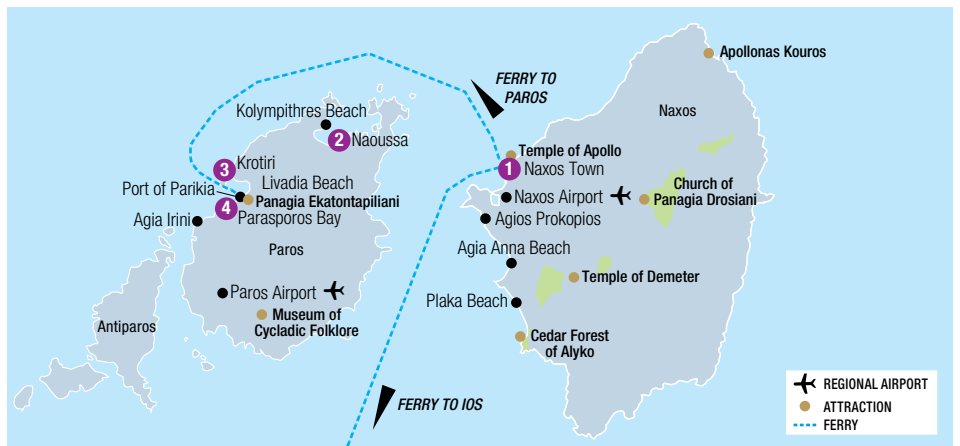 Apollonas Kouros
FERRY TO
PAROS
Naxos
Kolympithres Beach
2 Naoussa
Temple of Apollo
1 Naxos Town
3 Krotiri
Port of Parikia
Livadia Beach
Panagia Ekatontapiliani
4 Parasporos Bay
Agia Irini
Paros
Naxos Airport
Church of
Panagia Drosiani
Agios Prokopios
Agia Anna Beach
Temple of Demeter
Plaka Beach
Paros Airport
Museum of
Cycladic Folklore
Antiparos
Cedar Forest
of Alyko
FERRY TO IOS
REGIONAL AIRPORT
ATTRACTION
FERRY